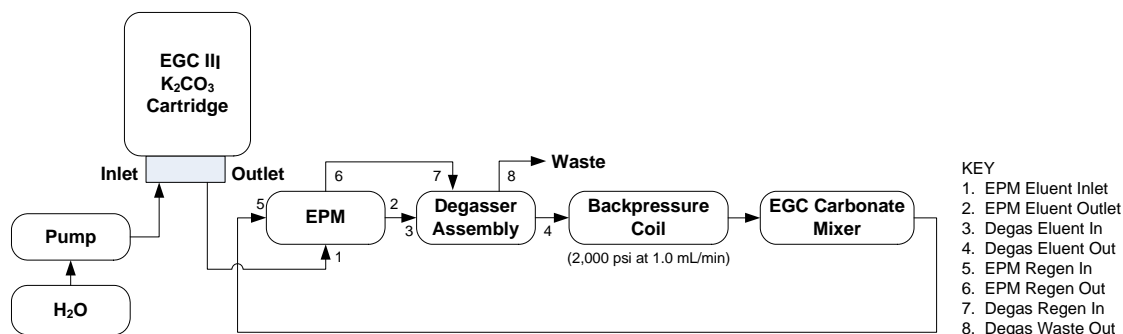 EGC III
K₂CO₃
Cartridge
Inlet
Outlet
Waste
6
7
8
5
EPM
2
3
Degasser
Assembly
4
Backpressure
Coil
EGC Carbonate
Mixer
1
(2,000 psi at 1.0 mL/min)
Pump
H₂O
KEY
1. EPM Eluent Inlet
2. EPM Eluent Outlet
3. Degas Eluent In
4. Degas Eluent Out
5. EPM Regen In
6. EPM Regen Out
7. Degas Regen In
8. Degas Waste Out